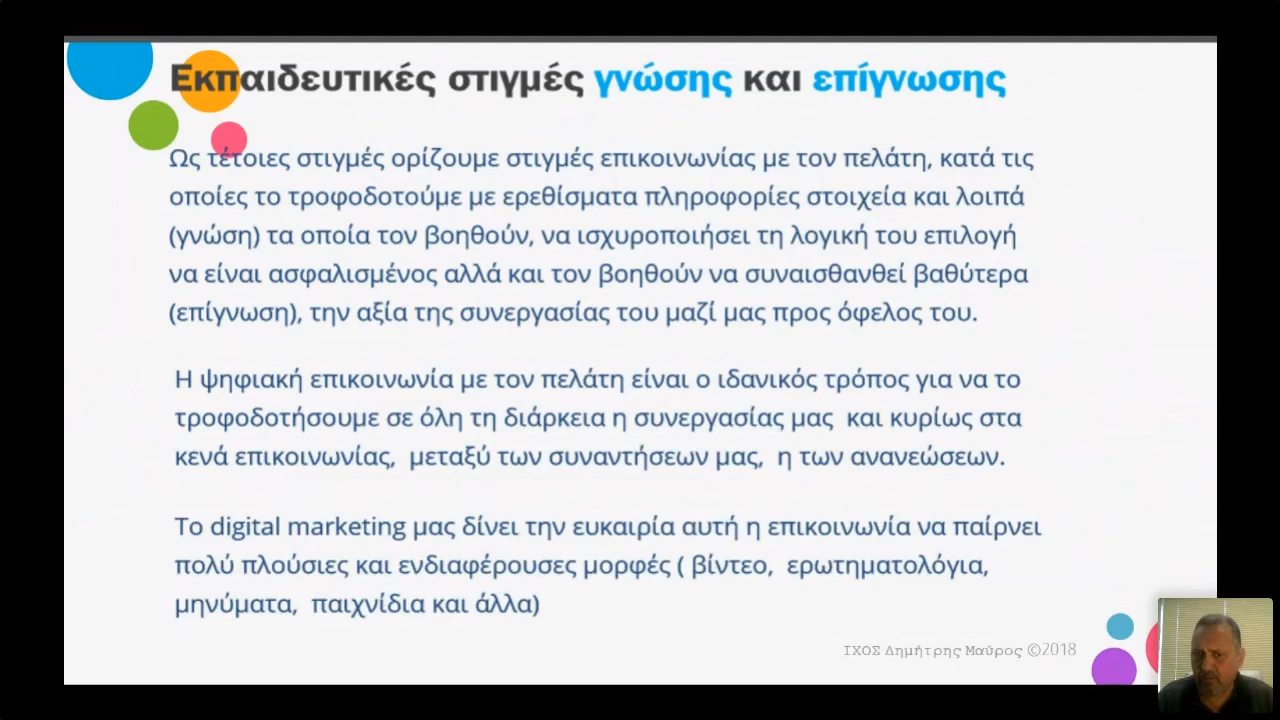 Εκπαιδευτικές στιγμές γνώσης και επίγνωσης
Ως τέτοιες στιγμές ορίζουμε στιγμές επικοινωνίας με τον πελάτη, κατά τις
οποίες το τροφοδοτούμε με ερεθίσματα πληροφορίες στοιχεία και λοιπά
(γνώση) τα οποία τον βοηθούν, να ισχυροποιήσει τη λογική του επιλογή
να είναι ασφαλισμένος αλλά και τον βοηθούν να συναισθανθεί βαθύτερα
(επίγνωση), την αξία της συνεργασίας του μαζί μας προς όφελος του.
Η ψηφιακή επικοινωνία με τον πελάτη είναι ο ιδανικός τρόπος για να το
τροφοδοτήσουμε σε όλη τη διάρκεια η συνεργασίας μας και κυρίως στα
κενά επικοινωνίας, μεταξύ των συναντήσεων μας, η των ανανεώσεων.
Το digital marketing μας δίνει την ευκαιρία αυτή η επικοινωνία να παίρνει
πολύ πλούσιες και ενδιαφέρουσες μορφές ( βίντεο, ερωτηματολόγια,
μηνύματα, παιχνίδια και άλλα)
ΙΧΟΣ Δημήτρης Μαύρος ©2018